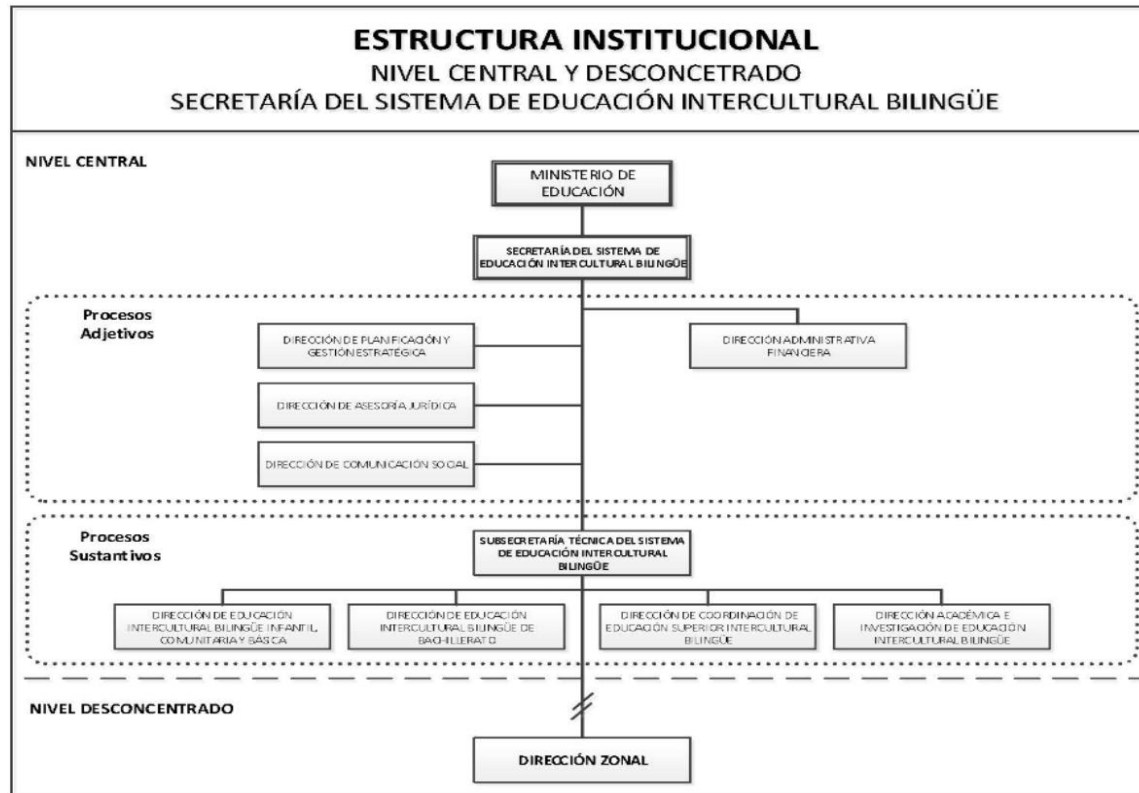 ESTRUCTURA INSTITUCIONAL
NIVEL CENTRAL Y DESCONCETRADO
SECRETARÍA DEL SISTEMA DE EDUCACIÓN INTERCULTURAL BILINGÜE
NIVEL CENTRAL
MINISTERIO DE
EDUCACIÓN
SECRETARÍA DEL SISTEMA DE
EDUCACIÓN INTERCULTURAL BILINGÜE
Procesos
Adjetivos
DIRECCIÓN DE PLANIFICACIÓN Y
GESTIÓN ESTRATÉGICA
DIRECCIÓN ADMINISTRATIVA
FINANCIERA
DIRECCIÓN DE ASESORÍA JURÍDICA
DIRECCIÓN DE COMUNICACIÓN SOCIAL
Procesos
Sustantivos
SUBSECRETARÍA TÉCNICA DEL SISTEMA
DE EDUCACIÓN INTERCULTURAL
BILINGÜE
DIRECCIÓN DE EDUCACIÓN
INTERCULTURAL BILINGÜE INFANTIL,
COMUNITARIA Y BÁSICA
DIRECCIÓN DE EDUCACIÓN
INTERCULTURAL BILINGÜE DE
BACHILLERATO
DIRECCIÓN DE COORDINACIÓN DE
EDUCACIÓN SUPERIOR INTERCULTURAL
BILINGÜE
DIRECCIÓN ACADÉMICA E
INVESTIGACIÓN DE EDUCACIÓN
INTERCULTURAL BILINGÜE
NIVEL DESCONCENTRADO
DIRECCIÓN ZONAL